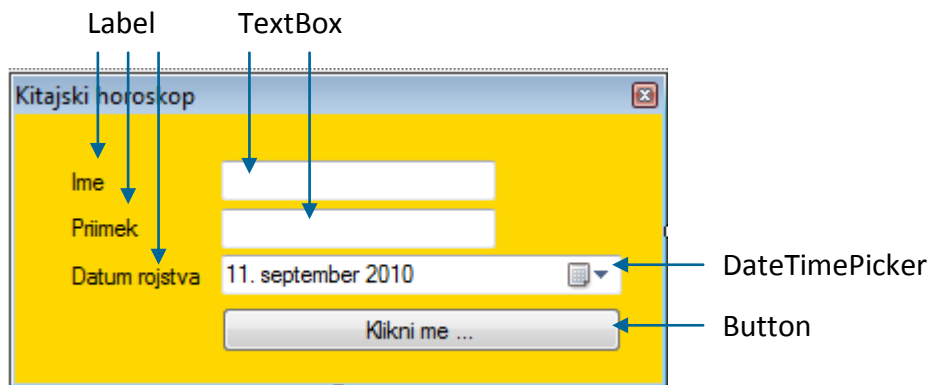 Label TextBox
Kitajski horoskop
Ime
Priimek
Datum rojstva 11. september 2010 DateTimePicker
Klikni me ... Button